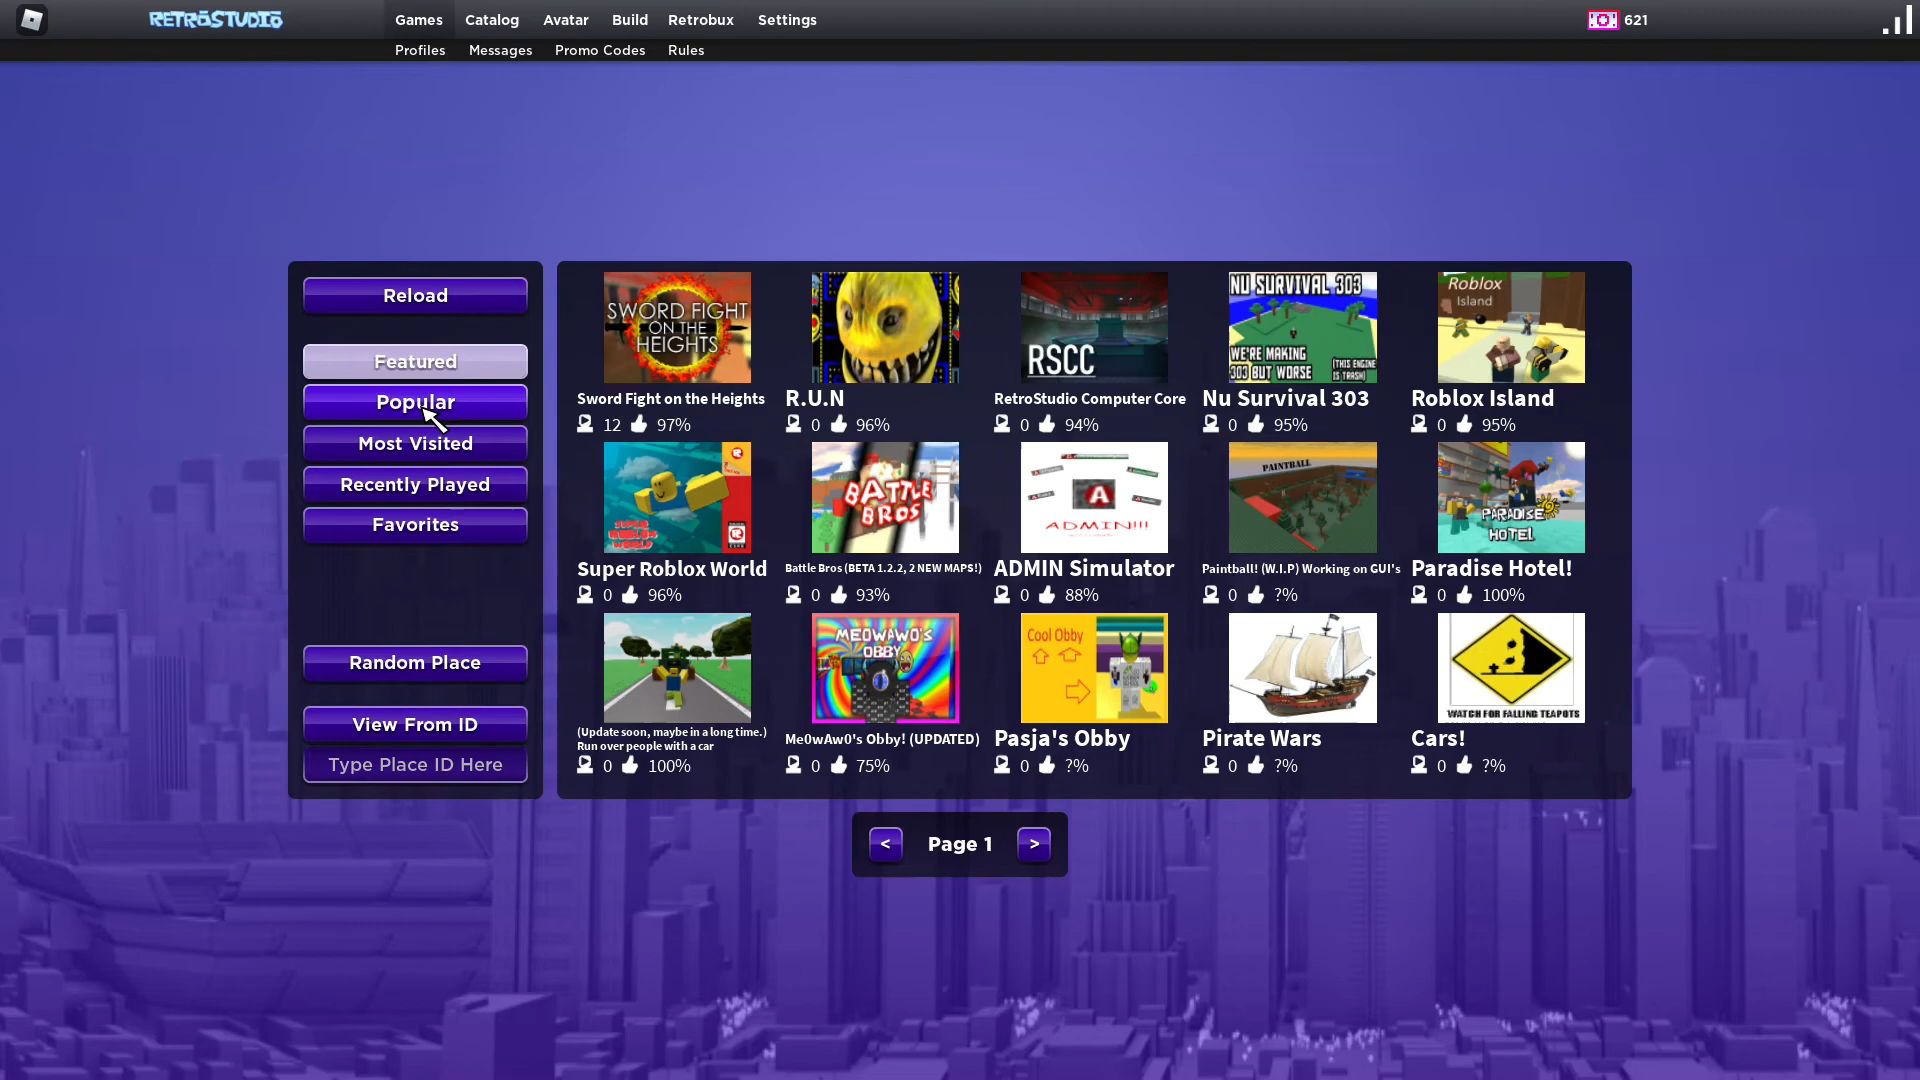 RETROSTUDIO
Games Catalog Avatar Build Retrobux Settings
621
Profiles Messages Promo Codes Rules
Reload
Featured
Popular
Most Visited
Recently Played
Favorites
Random Place
View From ID
Type Place ID Here
SWORD FIGHT
ON THE
HEIGHTS
RSCC
NU SURVIVAL 303
WE'RE MAKING
303 BUT WORSE
(THIS ENGINE
IS TRASH)
Roblox
Island
Sword Fight on the Heights
R.U.N
RetroStudio Computer Core
Nu Survival 303
Roblox Island
12 97%
0 96%
0 94%
0 95%
0 95%
SUPER
ROBLOX
WORLD
BATTLE
BROS
A
ADMIN!!!
PAINTBALL
PARADISE
HOTEL
Super Roblox World
Battle Bros (BETA 1.2.2, 2 NEW MAPS!)
ADMIN Simulator
Paintball! (W.I.P) Working on GUI's
Paradise Hotel!
0 96%
0 93%
0 88%
0 ?%
0 100%
MEOWAWO'S
OBBY
Cool Obby
WATCH FOR FALLING TEAPOTS
(Update soon, maybe in a long time.)
Run over people with a car
Me0wAw0's Obby! (UPDATED)
Pasja's Obby
Pirate Wars
Cars!
0 100%
0 75%
0 ?%
0 ?%
0 ?%
< Page 1 >